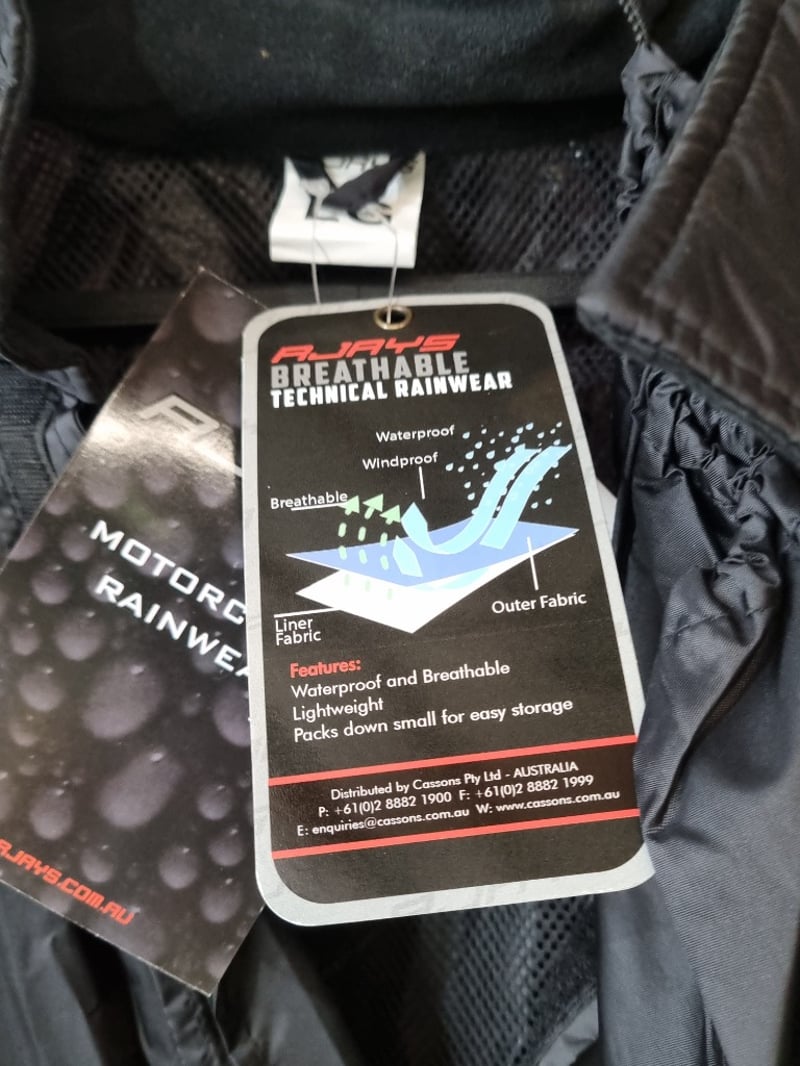 RJAYS
BREATHABLE
TECHNICAL RAINWEAR
Waterproof
Windproof
Breathable
Outer Fabric
Liner
Fabric
Features:
Waterproof and Breathable
Lightweight
Packs down small for easy storage
Distributed by Cassons Pty Ltd - AUSTRALIA
P: +61(0)2 8882 1900 F: +61(0)2 8882 1999
E: enquiries@cassons.com.au W: www.cassons.com.au
MOTORC
RAINWEA
RJAYS.COM.AU